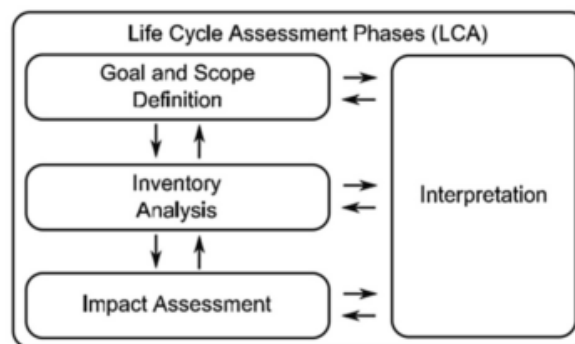 Life Cycle Assessment Phases (LCA)
Goal and Scope
Definition
Inventory
Analysis
Interpretation
Impact Assessment